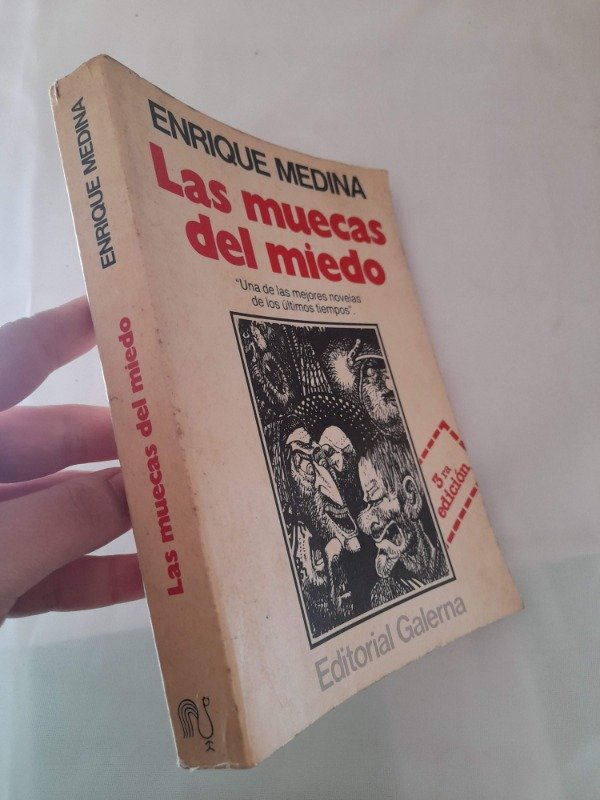 ENRIQUE MEDINA
Las muecas
del miedo
"Una de las mejores novelas
de los últimos tiempos".
3ra
edición
Editorial Galerna
ENRIQUE MEDINA
Las muecas del miedo